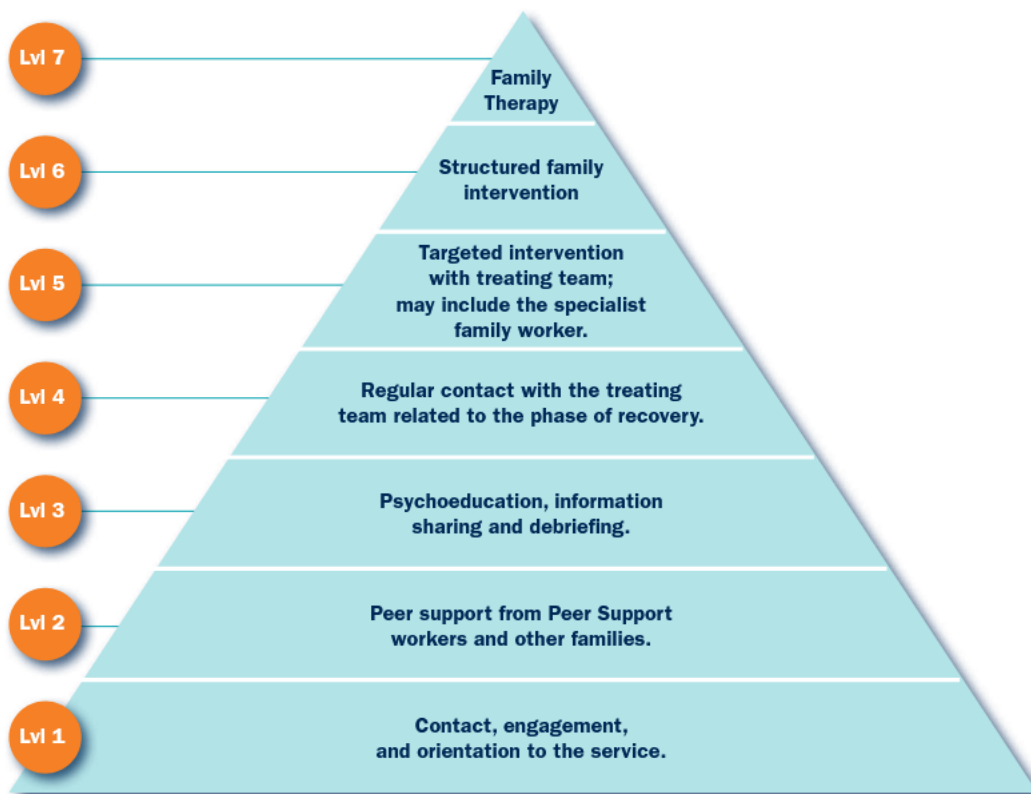 Lvl 7
Family
Therapy
Lvl 6
Structured family
intervention
Lvl 5
Targeted intervention
with treating team;
may include the specialist
family worker.
Lvl 4
Regular contact with the treating
team related to the phase of recovery.
Lvl 3
Psychoeducation, information
sharing and debriefing.
Lvl 2
Peer support from Peer Support
workers and other families.
Lvl 1
Contact, engagement,
and orientation to the service.